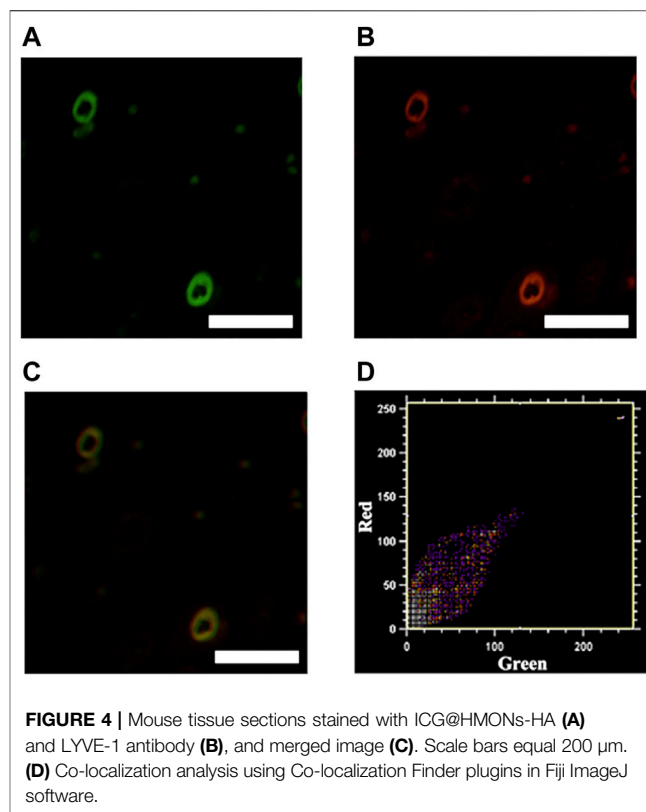 A
B
C
D
250
200
150
100
50
0
Red
0
100
200
Green
FIGURE 4 | Mouse tissue sections stained with ICG@HMONs-HA (A)
and LYVE-1 antibody (B), and merged image (C). Scale bars equal 200 µm.
(D) Co-localization analysis using Co-localization Finder plugins in Fiji ImageJ
software.